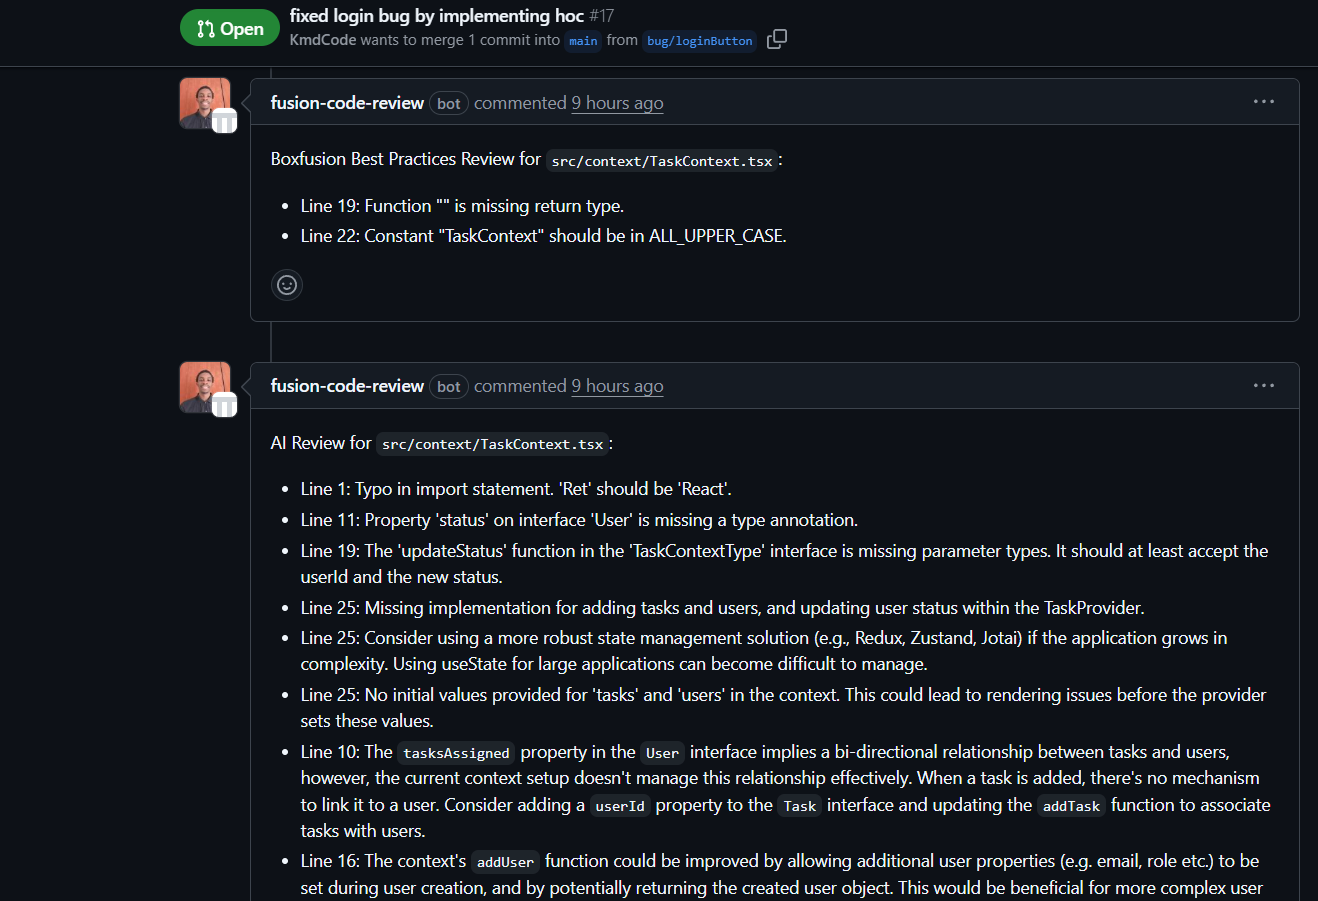 Open
fixed login bug by implementing hoc #17
KmdCode wants to merge 1 commit into main from bug/loginButton
fusion-code-review bot commented 9 hours ago
Boxfusion Best Practices Review for src/context/TaskContext.tsx:
• Line 19: Function "" is missing return type.
• Line 22: Constant "TaskContext" should be in ALL_UPPER_CASE.
fusion-code-review bot commented 9 hours ago
AI Review for src/context/TaskContext.tsx:
• Line 1: Typo in import statement. 'Ret' should be 'React'.
• Line 11: Property 'status' on interface 'User' is missing a type annotation.
• Line 19: The 'updateStatus' function in the 'TaskContextType' interface is missing parameter types. It should at least accept the
userId and the new status.
• Line 25: Missing implementation for adding tasks and users, and updating user status within the TaskProvider.
• Line 25: Consider using a more robust state management solution (e.g., Redux, Zustand, Jotai) if the application grows in
complexity. Using useState for large applications can become difficult to manage.
• Line 25: No initial values provided for 'tasks' and 'users' in the context. This could lead to rendering issues before the provider
sets these values.
• Line 10: The tasksAssigned property in the User interface implies a bi-directional relationship between tasks and users,
however, the current context setup doesn't manage this relationship effectively. When a task is added, there's no mechanism
to link it to a user. Consider adding a userId property to the Task interface and updating the addTask function to associate
tasks with users.
• Line 16: The context's addUser function could be improved by allowing additional user properties (e.g. email, role etc.) to be
set during user creation, and by potentially returning the created user object. This would be beneficial for more complex user